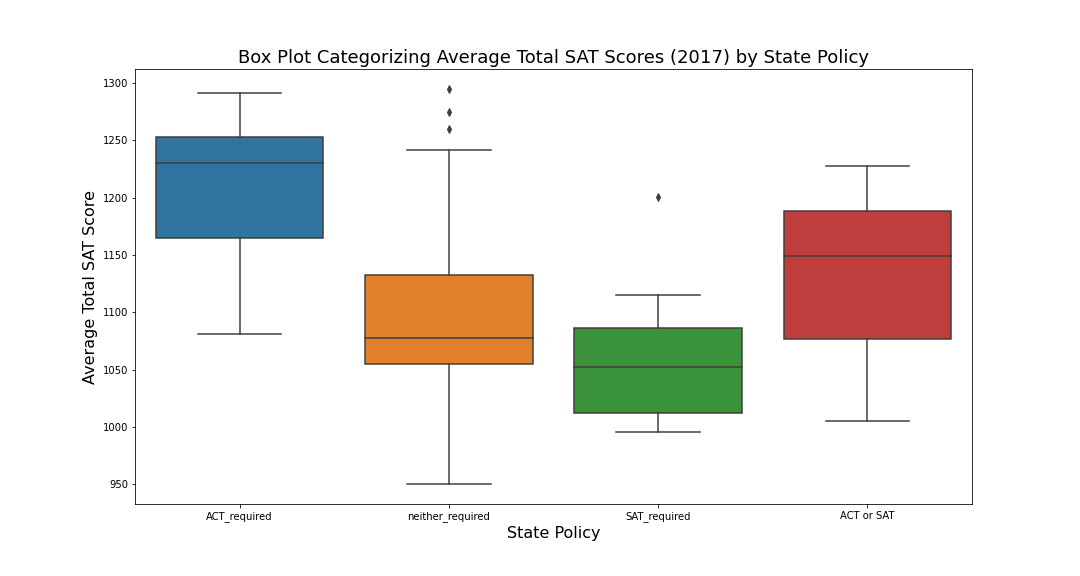 Box Plot Categorizing Average Total SAT Scores (2017) by State Policy
Average Total SAT Score
1300
1250
1200
1150
1100
1050
1000
950
ACT_required
neither_required
SAT_required
ACT or SAT
State Policy